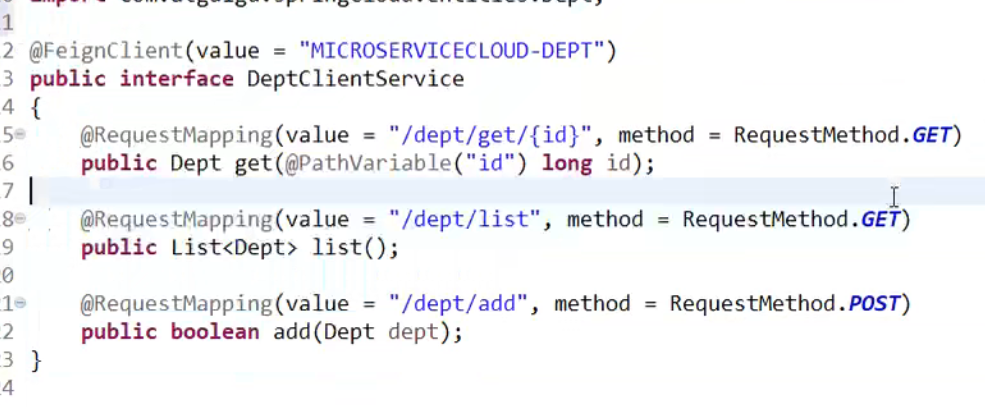 1
2 @FeignClient(value = "MICROSERVICECLOUD-DEPT")
3 public interface DeptClientService
4 {
5 @RequestMapping(value = "/dept/get/{id}", method = RequestMethod.GET)
6 public Dept get(@PathVariable("id") long id);
7
8 @RequestMapping(value = "/dept/list", method = RequestMethod.GET)
9 public List<Dept> list();
0
1 @RequestMapping(value = "/dept/add", method = RequestMethod.POST)
2 public boolean add(Dept dept);
3 }
4